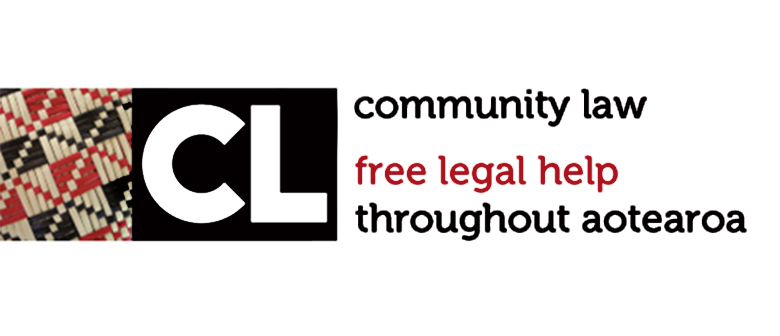 CL
community law
free legal help
throughout aotearoa